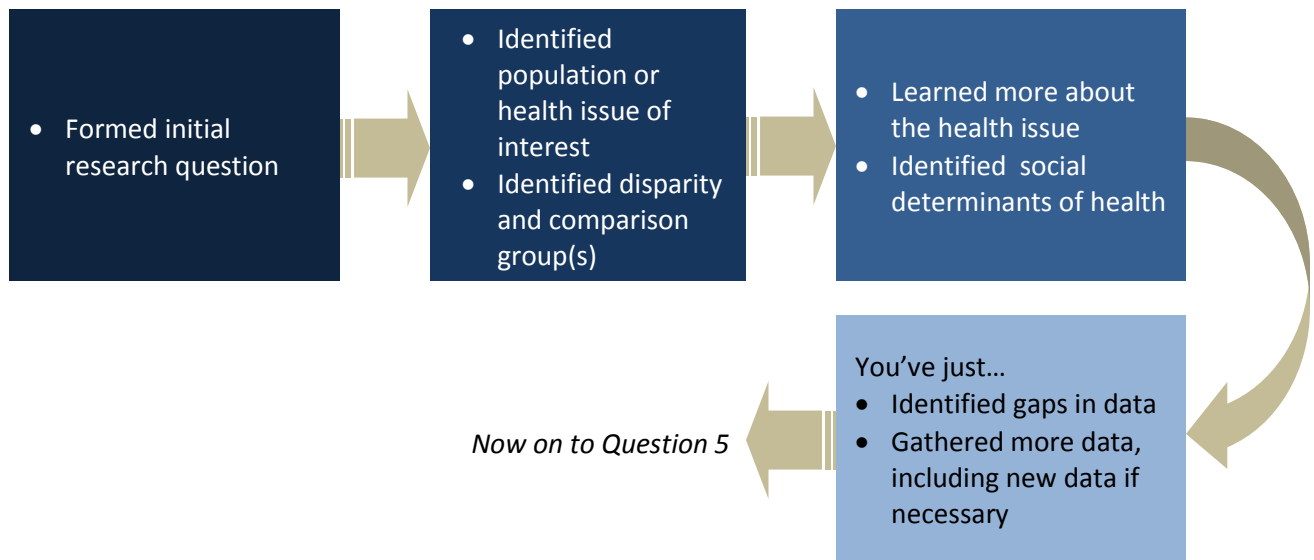 • Formed initial
research question
• Identified
population or
health issue of
interest
• Identified disparity
and comparison
group(s)
• Learned more about
the health issue
• Identified social
determinants of health
You’ve just…
• Identified gaps in data
• Gathered more data,
including new data if
necessary
Now on to Question 5